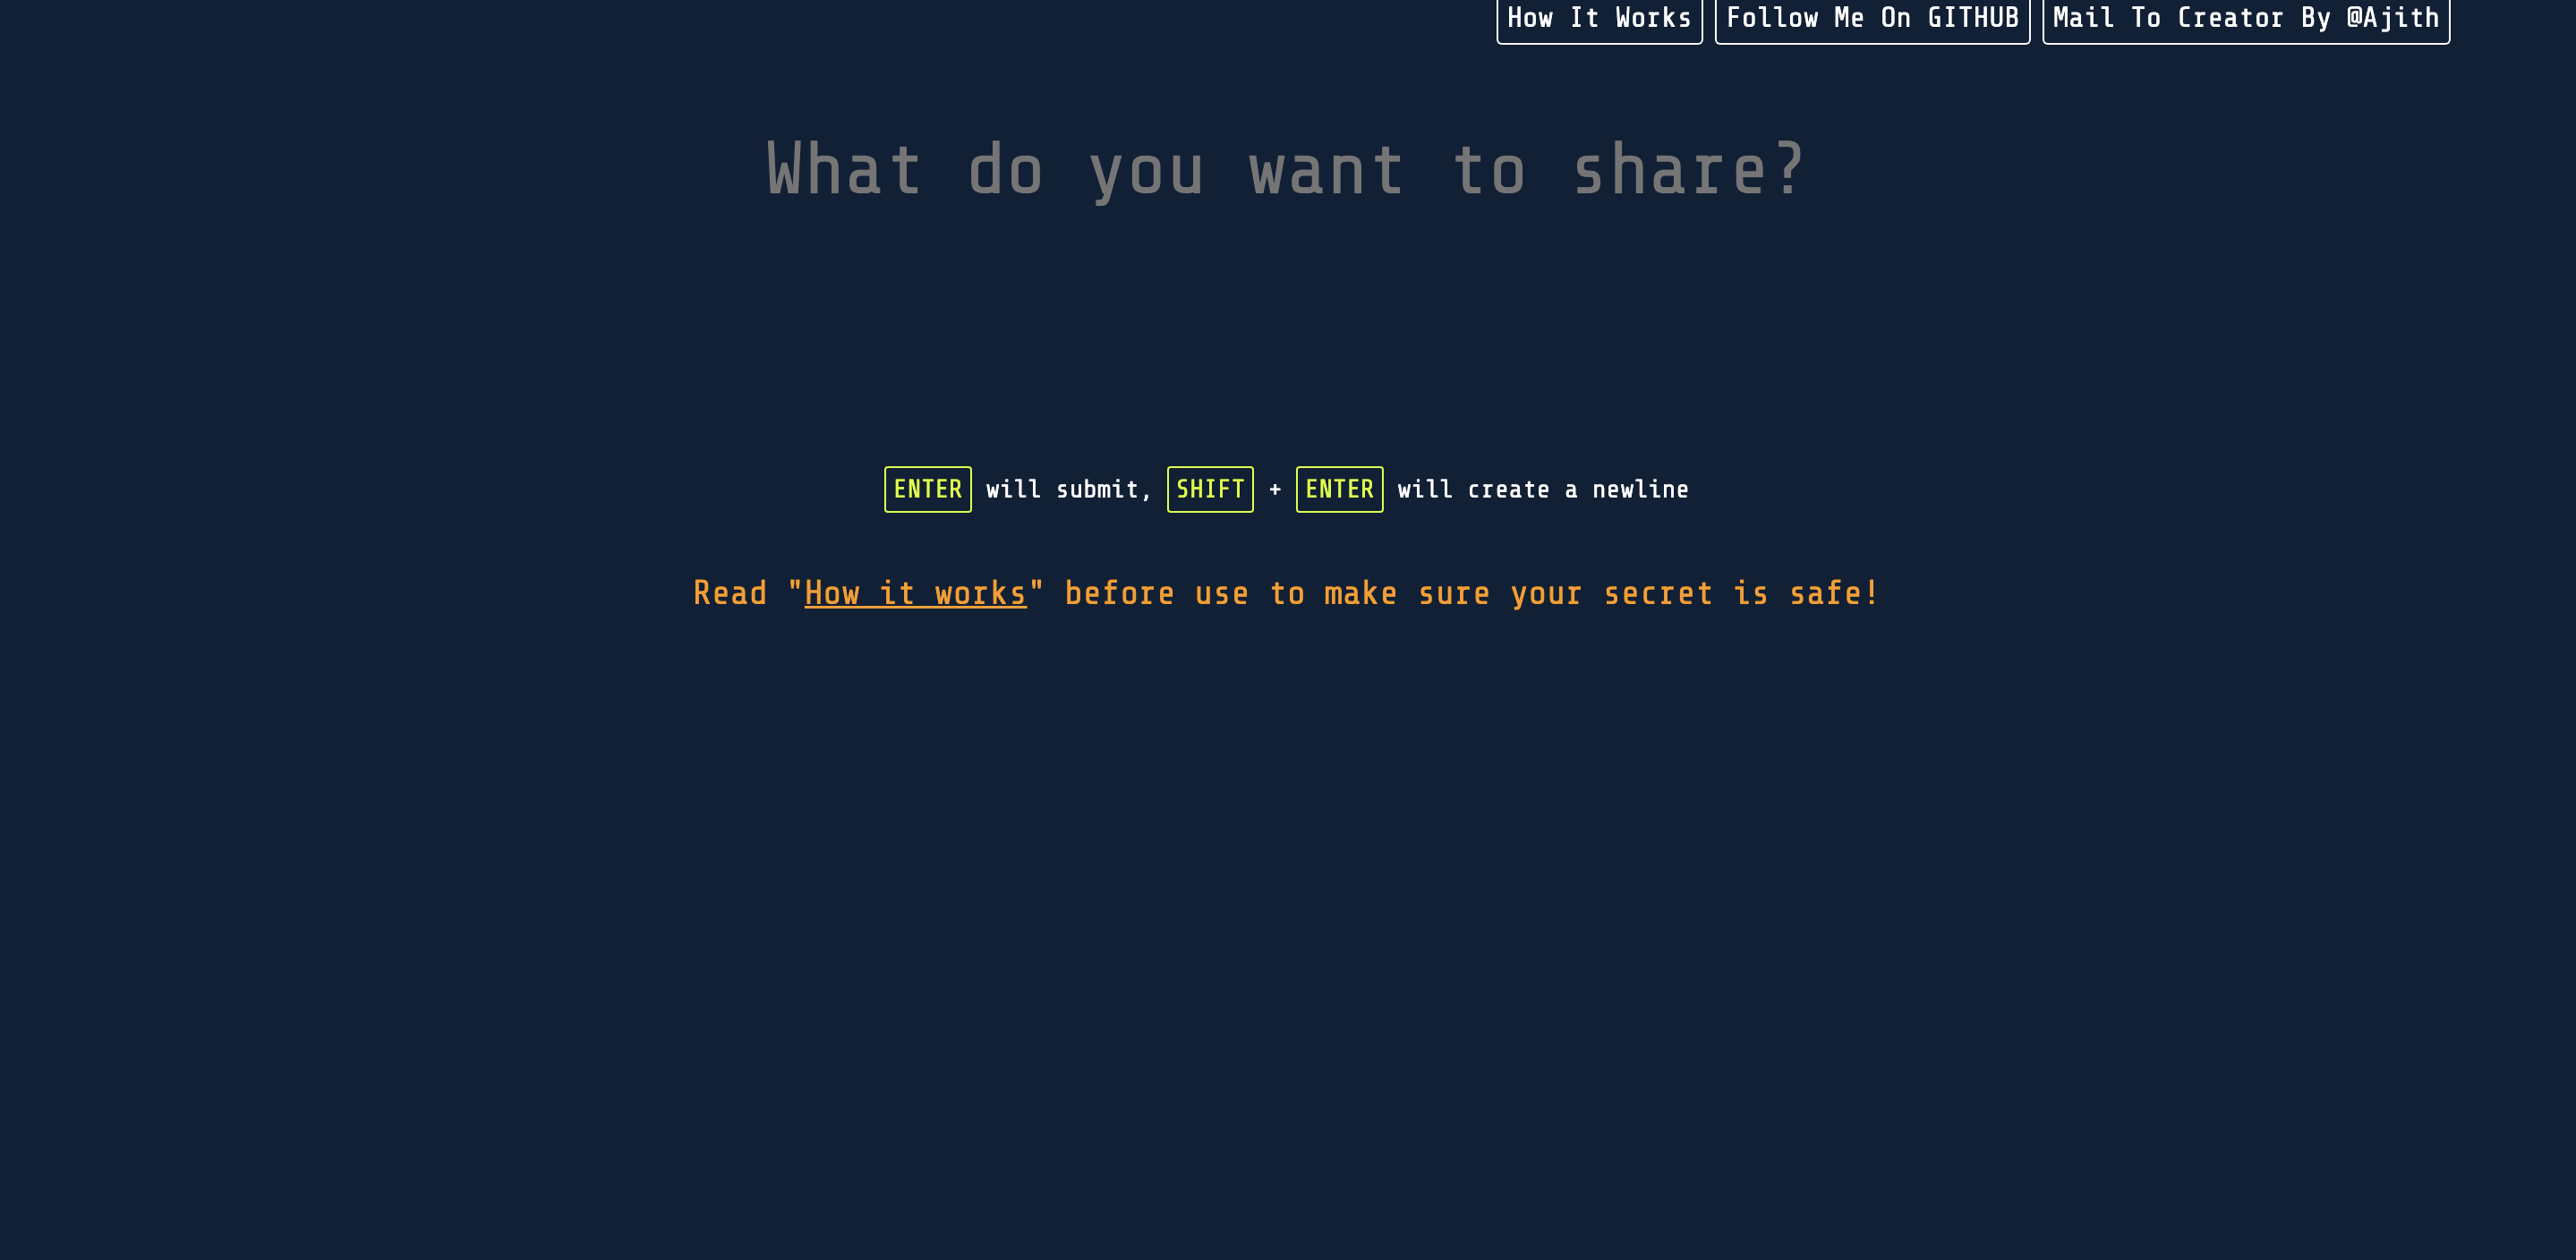 How It Works Follow Me On GITHUB Mail To Creator By @Ajith
What do you want to share?
ENTER will submit, SHIFT + ENTER will create a newline
Read "How it works" before use to make sure your secret is safe!